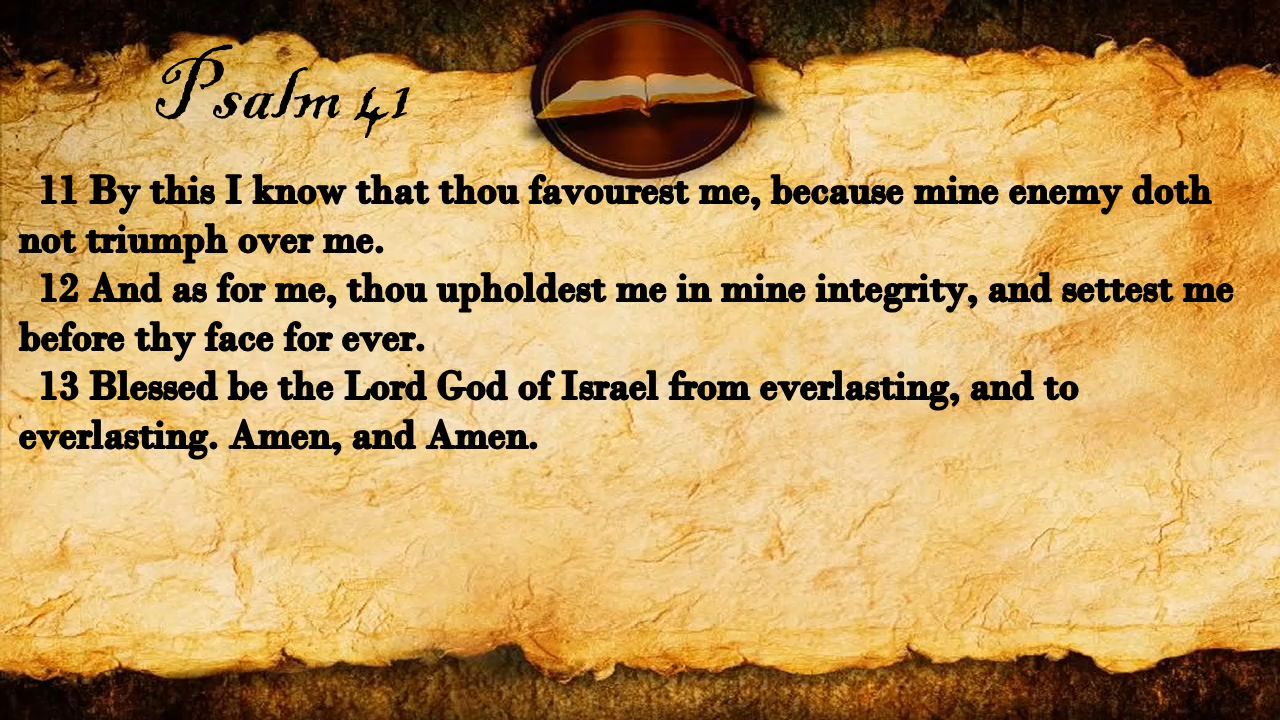 Psalm 41
11 By this I know that thou favourest me, because mine enemy doth
not triumph over me.
12 And as for me, thou upholdest me in mine integrity, and settest me
before thy face for ever.
13 Blessed be the Lord God of Israel from everlasting, and to
everlasting. Amen, and Amen.